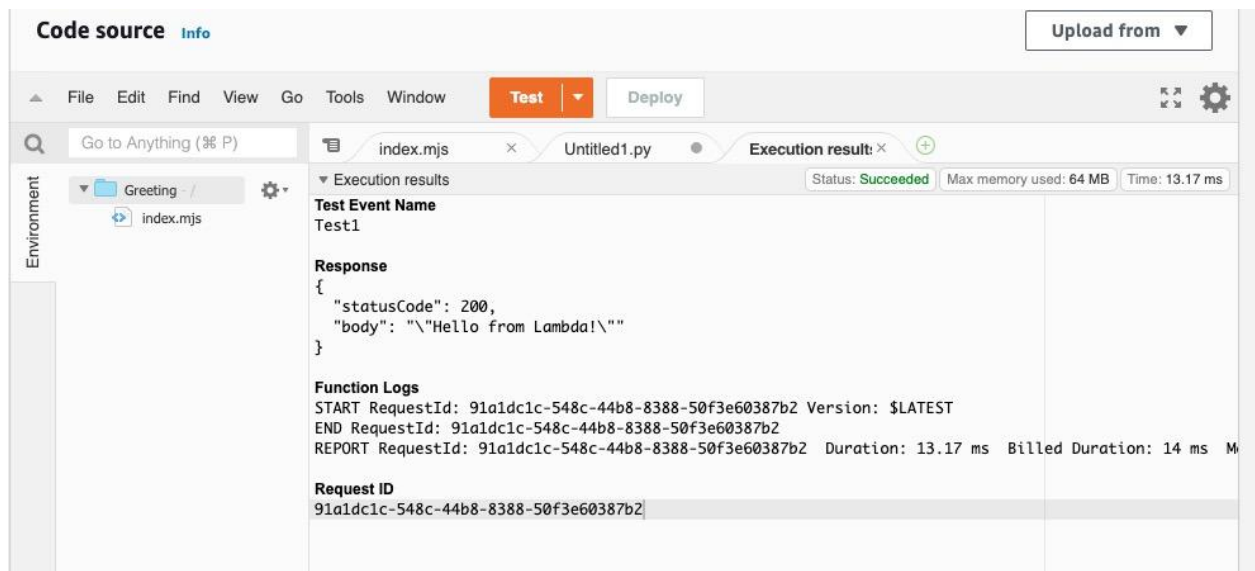 Code source Info
Upload from
File Edit Find View Go Tools Window Test Deploy
Go to Anything (⌘ P)
index.mjs Untitled1.py Execution result:
Environment
Greeting - /
index.mjs
Execution results
Status: Succeeded Max memory used: 64 MB Time: 13.17 ms
Test Event Name
Test1
Response
{
"statusCode": 200,
"body": "\"Hello from Lambda!\""
}
Function Logs
START RequestId: 91a1dc1c-548c-44b8-8388-50f3e60387b2 Version: $LATEST
END RequestId: 91a1dc1c-548c-44b8-8388-50f3e60387b2
REPORT RequestId: 91a1dc1c-548c-44b8-8388-50f3e60387b2 Duration: 13.17 ms Billed Duration: 14 ms
Request ID
91a1dc1c-548c-44b8-8388-50f3e60387b2